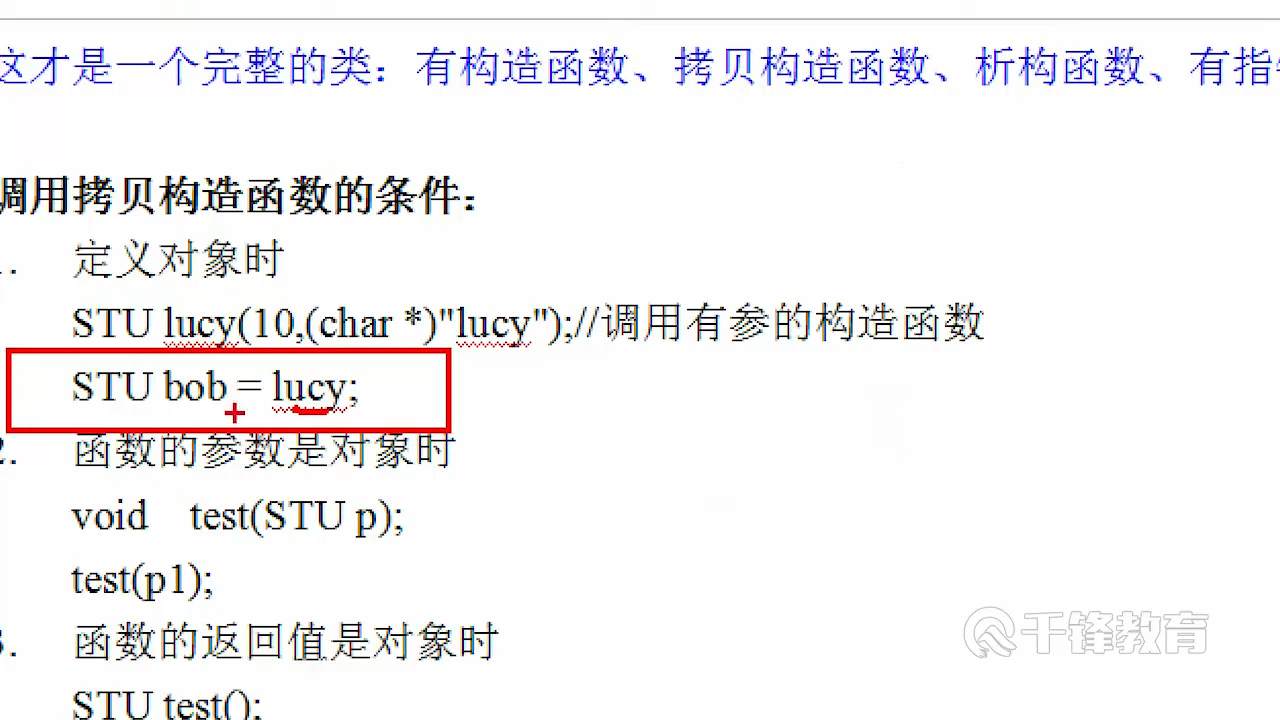 这才是一个完整的类：有构造函数、拷贝构造函数、析构函数、有指
调用拷贝构造函数的条件：
1. 定义对象时
STU lucy(10,(char *)"lucy");//调用有参的构造函数
STU bob = lucy;
2. 函数的参数是对象时
void test(STU p);
test(p1);
3. 函数的返回值是对象时
STU test();
千锋教育